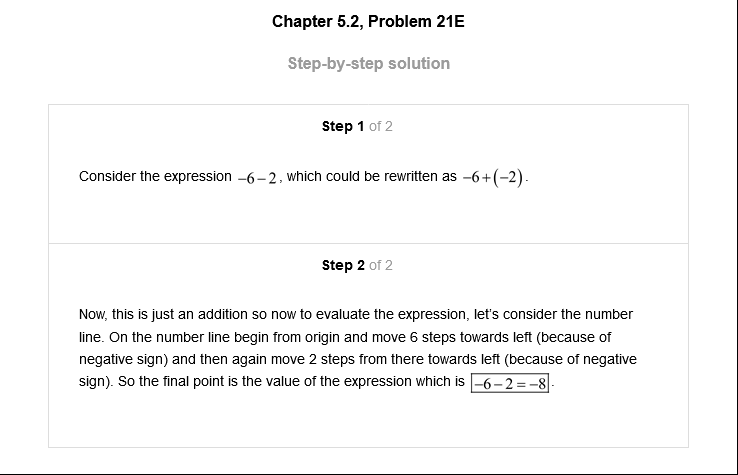 Chapter 5.2, Problem 21E
Step-by-step solution
Step 1 of 2
Consider the expression −6−2, which could be rewritten as −6+(−2).
Step 2 of 2
Now, this is just an addition so now to evaluate the expression, let's consider the number
line. On the number line begin from origin and move 6 steps towards left (because of
negative sign) and then again move 2 steps from there towards left (because of negative
sign). So the final point is the value of the expression which is −6−2=−8.